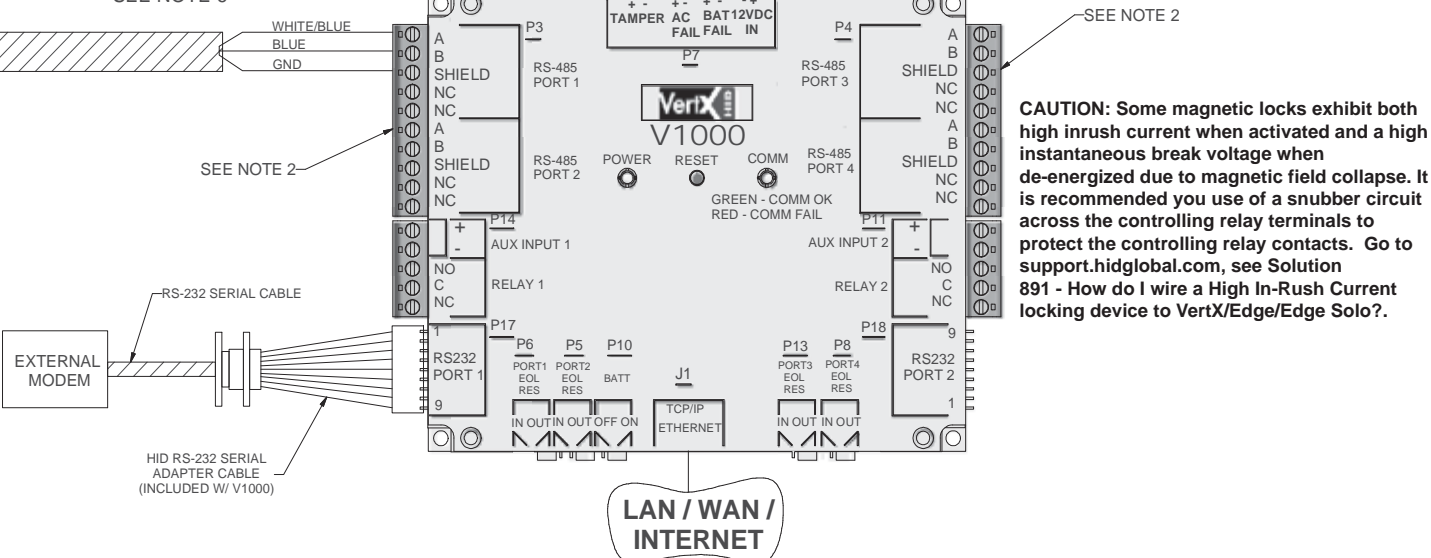 SEE NOTE 2
WHITE/BLUE
BLUE
GND
A
B
SHIELD
NC
NC
A
B
SHIELD
NC
NC
P3
RS-485
PORT 1
RS-485
PORT 2
+ - + - + - - +
TAMPER AC BAT 12VDC
FAIL FAIL IN
P7
VertX HID
V1000
POWER RESET COMM
GREEN - COMM OK
RED - COMM FAIL
P4
RS-485
PORT 3
RS-485
PORT 4
A
B
SHIELD
NC
NC
A
B
SHIELD
NC
NC
SEE NOTE 2
CAUTION: Some magnetic locks exhibit both
high inrush current when activated and a high
instantaneous break voltage when
de-energized due to magnetic field collapse. It
is recommended you use of a snubber circuit
across the controlling relay terminals to
protect the controlling relay contacts. Go to
support.hidglobal.com, see Solution
891 - How do I wire a High In-Rush Current
locking device to VertX/Edge/Edge Solo?.
P14
+
-
AUX INPUT 1
NO
C
NC
RELAY 1
P11
AUX INPUT 2
+
-
RELAY 2
NO
C
NC
RS-232 SERIAL CABLE
EXTERNAL
MODEM
HID RS-232 SERIAL
ADAPTER CABLE
(INCLUDED W/ V1000)
P17
1
RS232
PORT 1
9
P6
PORT1
EOL
RES
IN OUT
P5
PORT2
EOL
RES
IN OUT
P10
BATT
OFF ON
J1
TCP/IP
ETHERNET
P13
PORT3
EOL
RES
IN OUT
P8
PORT4
EOL
RES
IN OUT
P18
9
RS232
PORT 2
1
LAN / WAN /
INTERNET